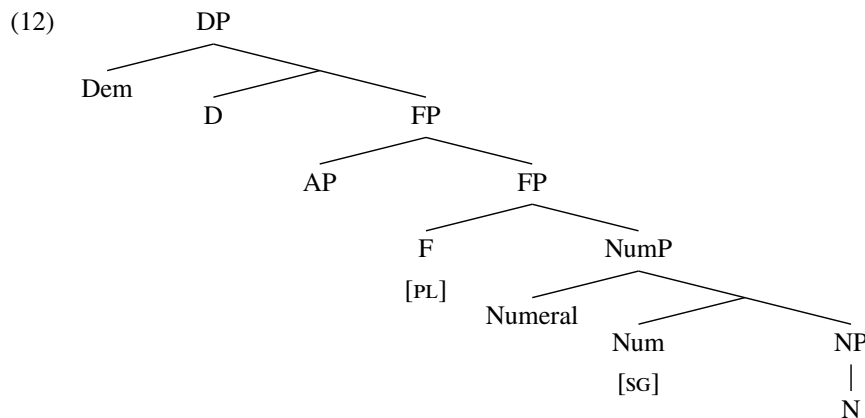 (12) DP
Dem
D FP
AP FP
F NumP
[PL]
Numeral
Num NP
[SG]
N